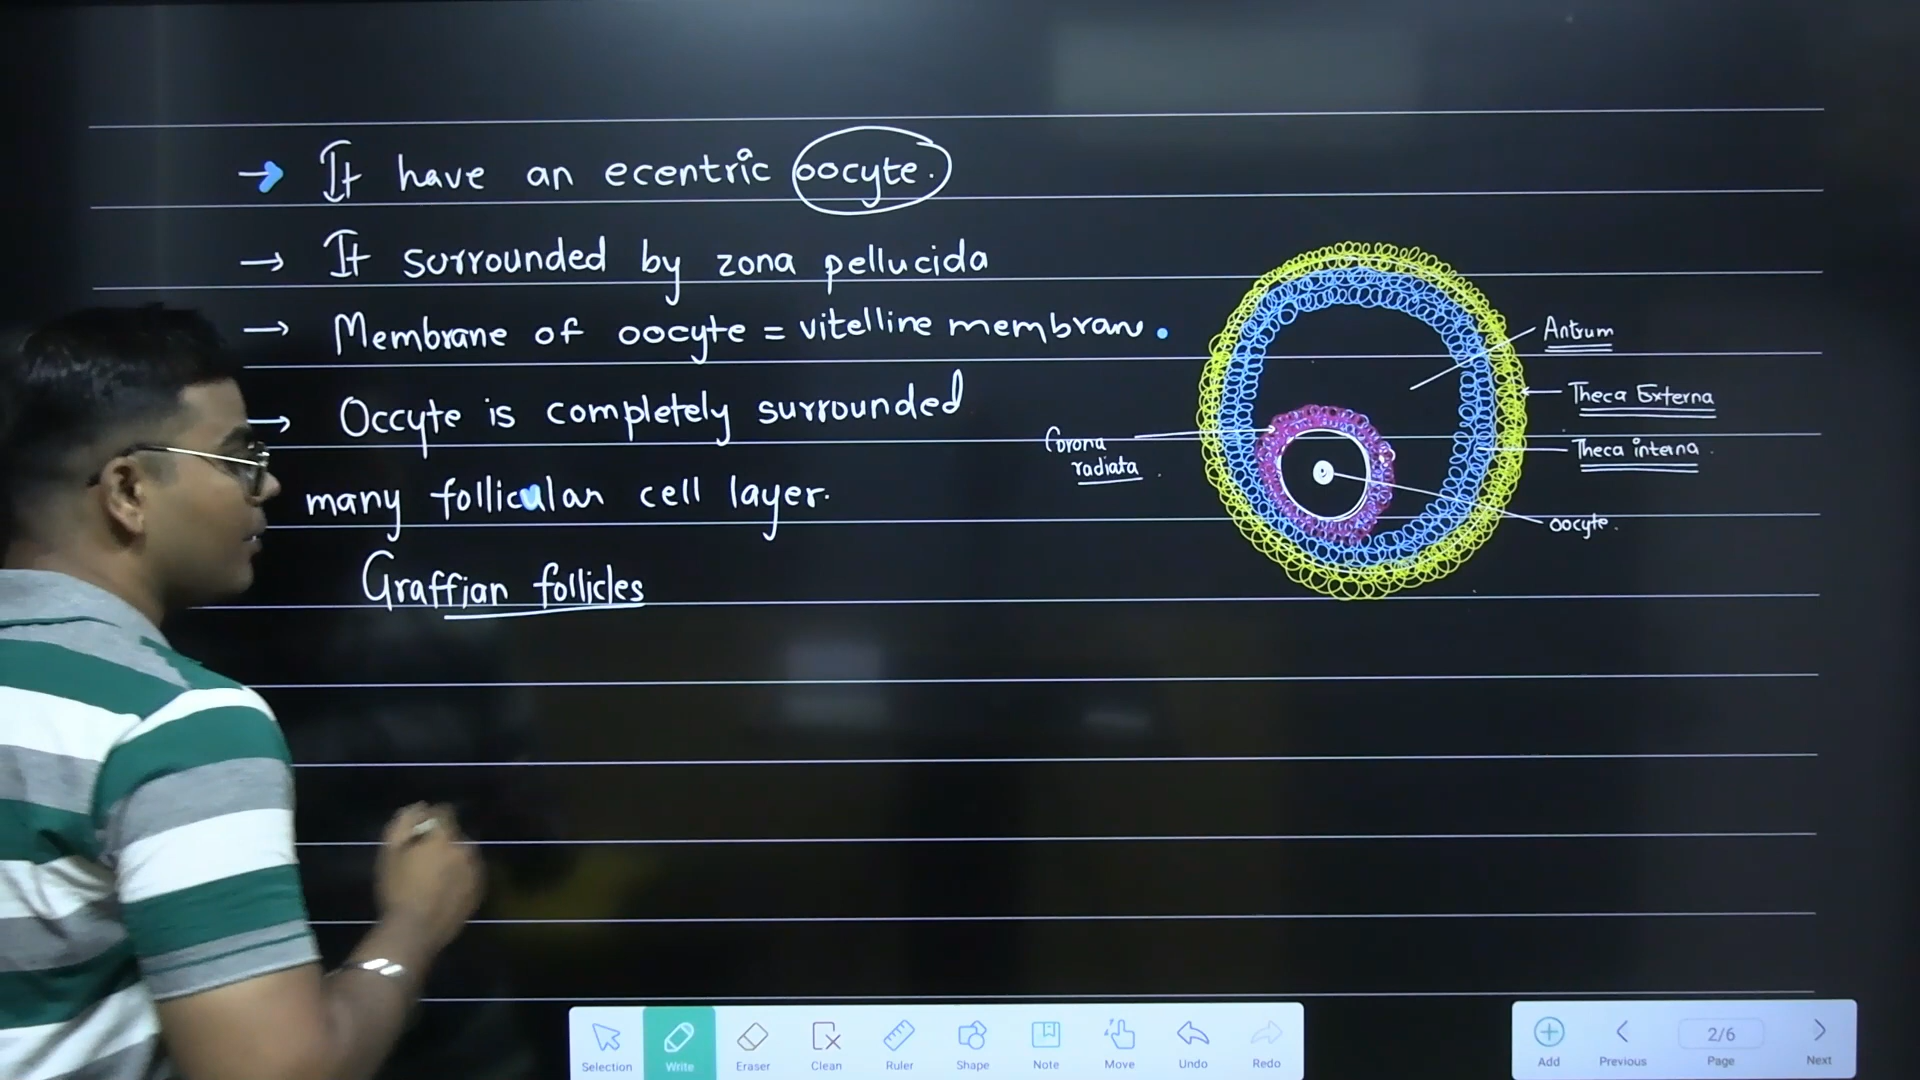 → It have an ecentric oocyte.
→ It surrounded by zona pellucida
→ Membrane of oocyte = vitelline membran.
→ Occyte is completely surrounded
many follicular cell layer.
Graffian follicles
Antrum
Theca Externa
Theca interna
oocyte.
Corona
radiata
Selection
Write
Eraser
Clean
Ruler
Shape
Note
Move
Undo
Redo
Add
Previous
2/6
Page
Next